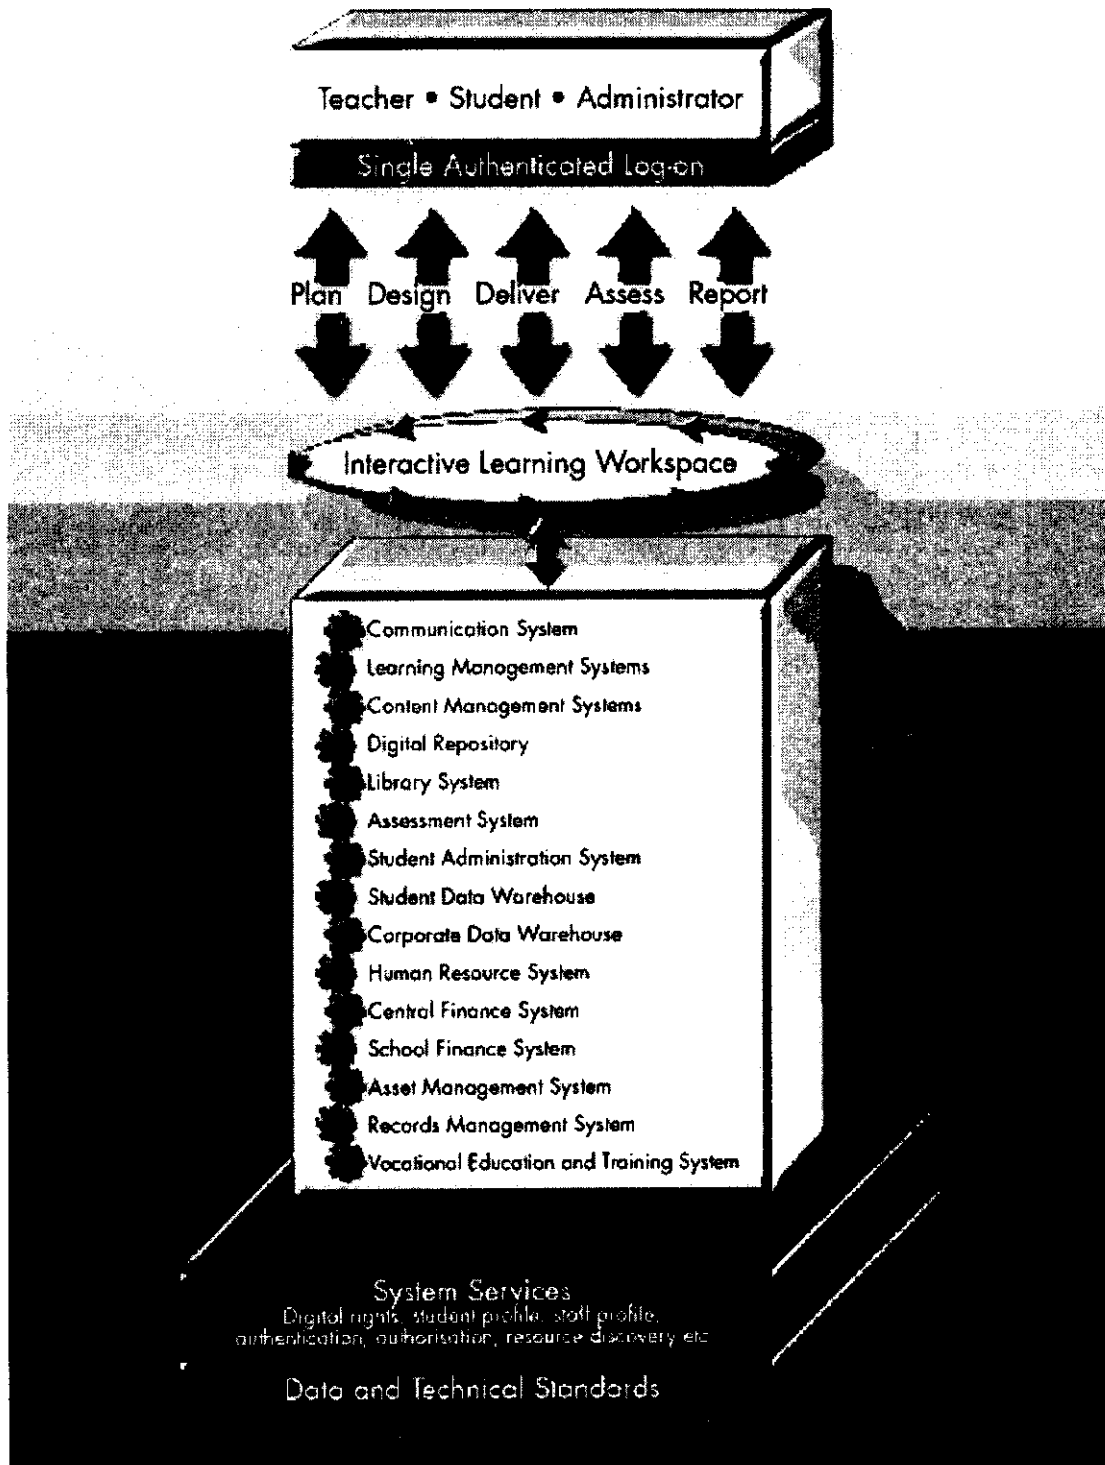 Teacher • Student • Administrator
Single Authenticated Log-on
Plan Design Deliver Assess Report
Interactive Learning Workspace
Communication System
Learning Management Systems
Content Management Systems
Digital Repository
Library System
Assessment System
Student Administration System
Student Data Warehouse
Corporate Data Warehouse
Human Resource System
Central Finance System
School Finance System
Asset Management System
Records Management System
Vocational Education and Training System
System Services
Digital rights, student profile, staff profile,
authentication, authorisation, resource discovery etc
Data and Technical Standards